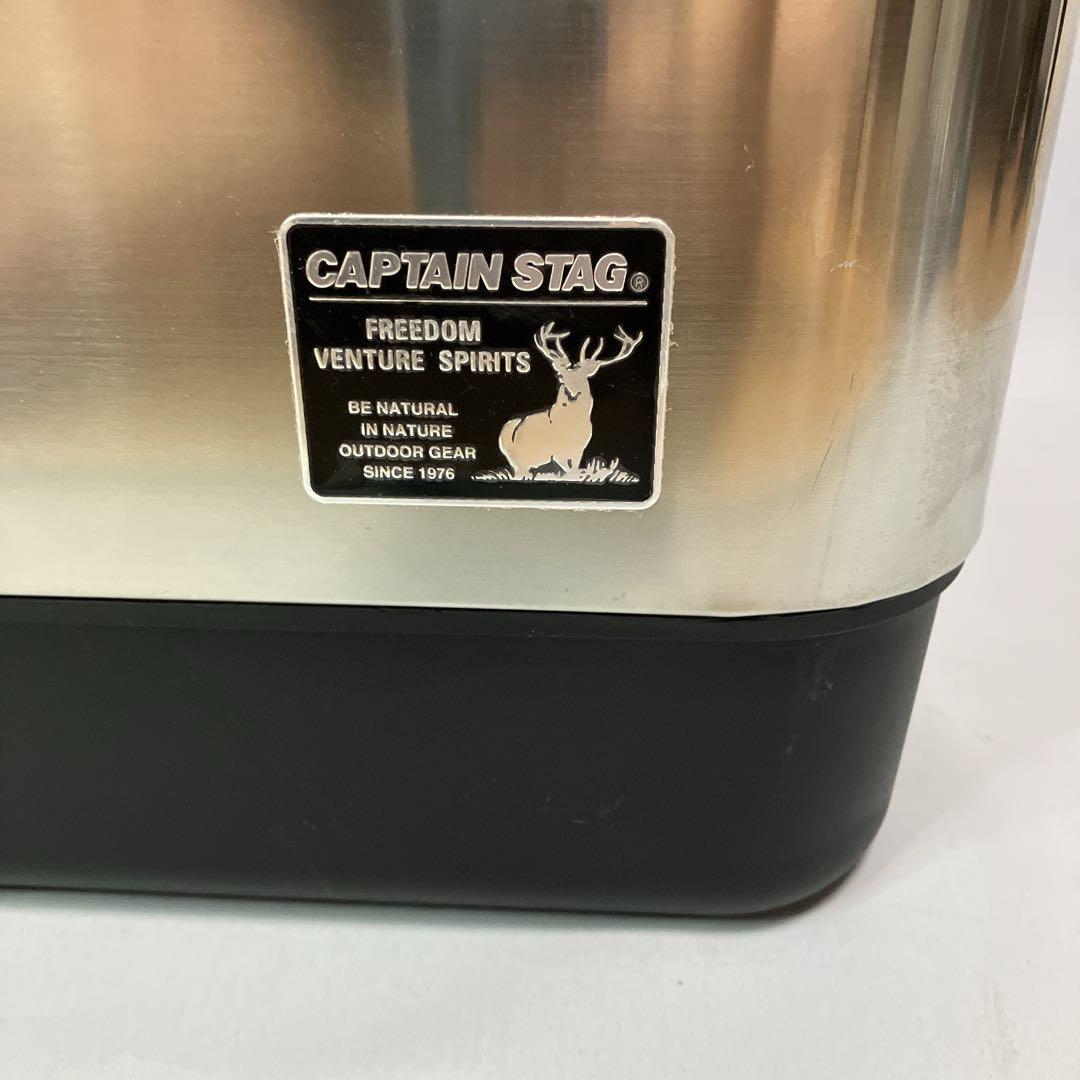 CAPTAIN STAG®
FREEDOM
VENTURE SPIRITS
BE NATURAL
IN NATURE
OUTDOOR GEAR
SINCE 1976